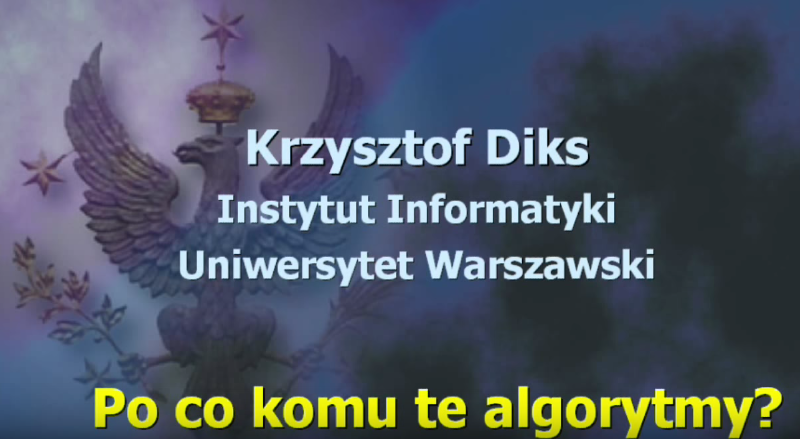 Krzysztof Diks
Instytut Informatyki
Uniwersytet Warszawski
Po co komu te algorytmy?